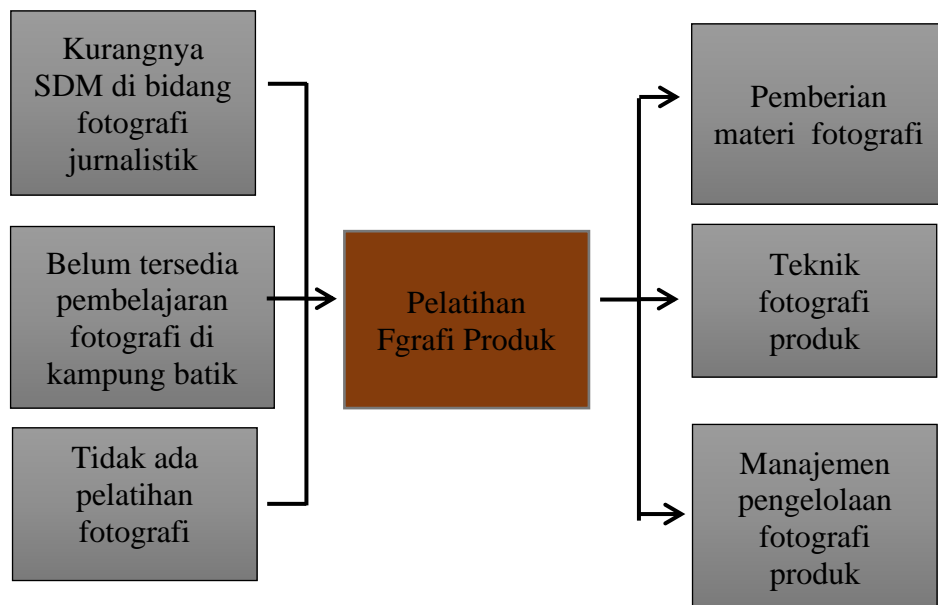 Kurangnya
SDM di bidang
fotografi
jurnalistik
Belum tersedia
pembelajaran
fotografi di
kampung batik
Tidak ada
pelatihan
fotografi
Pelatihan
Fgrafi Produk
Pemberian
materi  fotografi
Teknik
fotografi
produk
Manajemen
pengelolaan
fotografi
produk